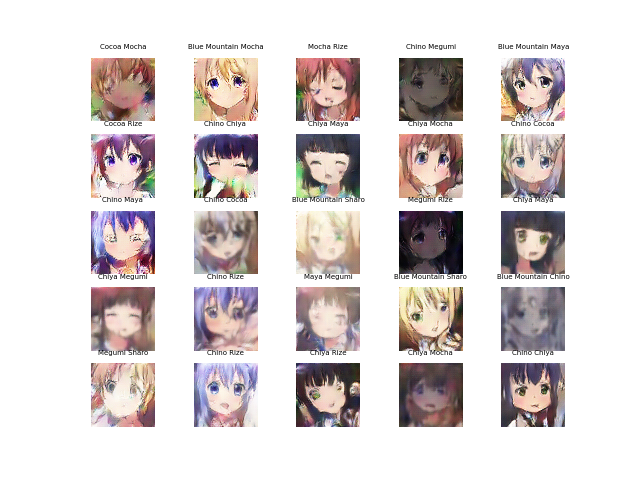 Cocoa Mocha
Blue Mountain Mocha
Mocha Rize
Chino Megumi
Blue Mountain Maya
Cocoa Rize
Chino Chiya
Chiya Maya
Chiya Mocha
Chino Cocoa
Chino Maya
Chino Cocoa
Blue Mountain Sharo
Megumi Rize
Chiya Maya
Chiya Megumi
Chino Rize
Maya Megumi
Blue Mountain Sharo
Blue Mountain Chino
Megumi Sharo
Chino Rize
Chiya Rize
Chiya Mocha
Chino Chiya